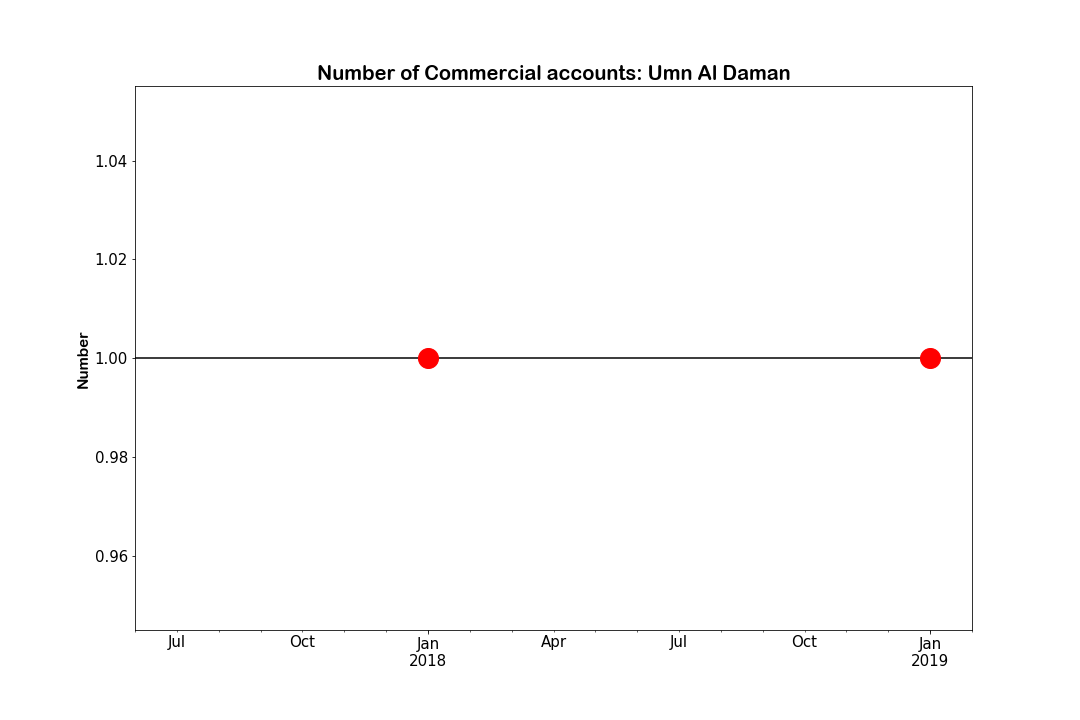 Number of Commercial accounts: Umn Al Daman
1.04
1.02
1.00
0.98
0.96
Number
Jul Oct Jan Apr Jul Oct Jan
2018 2019